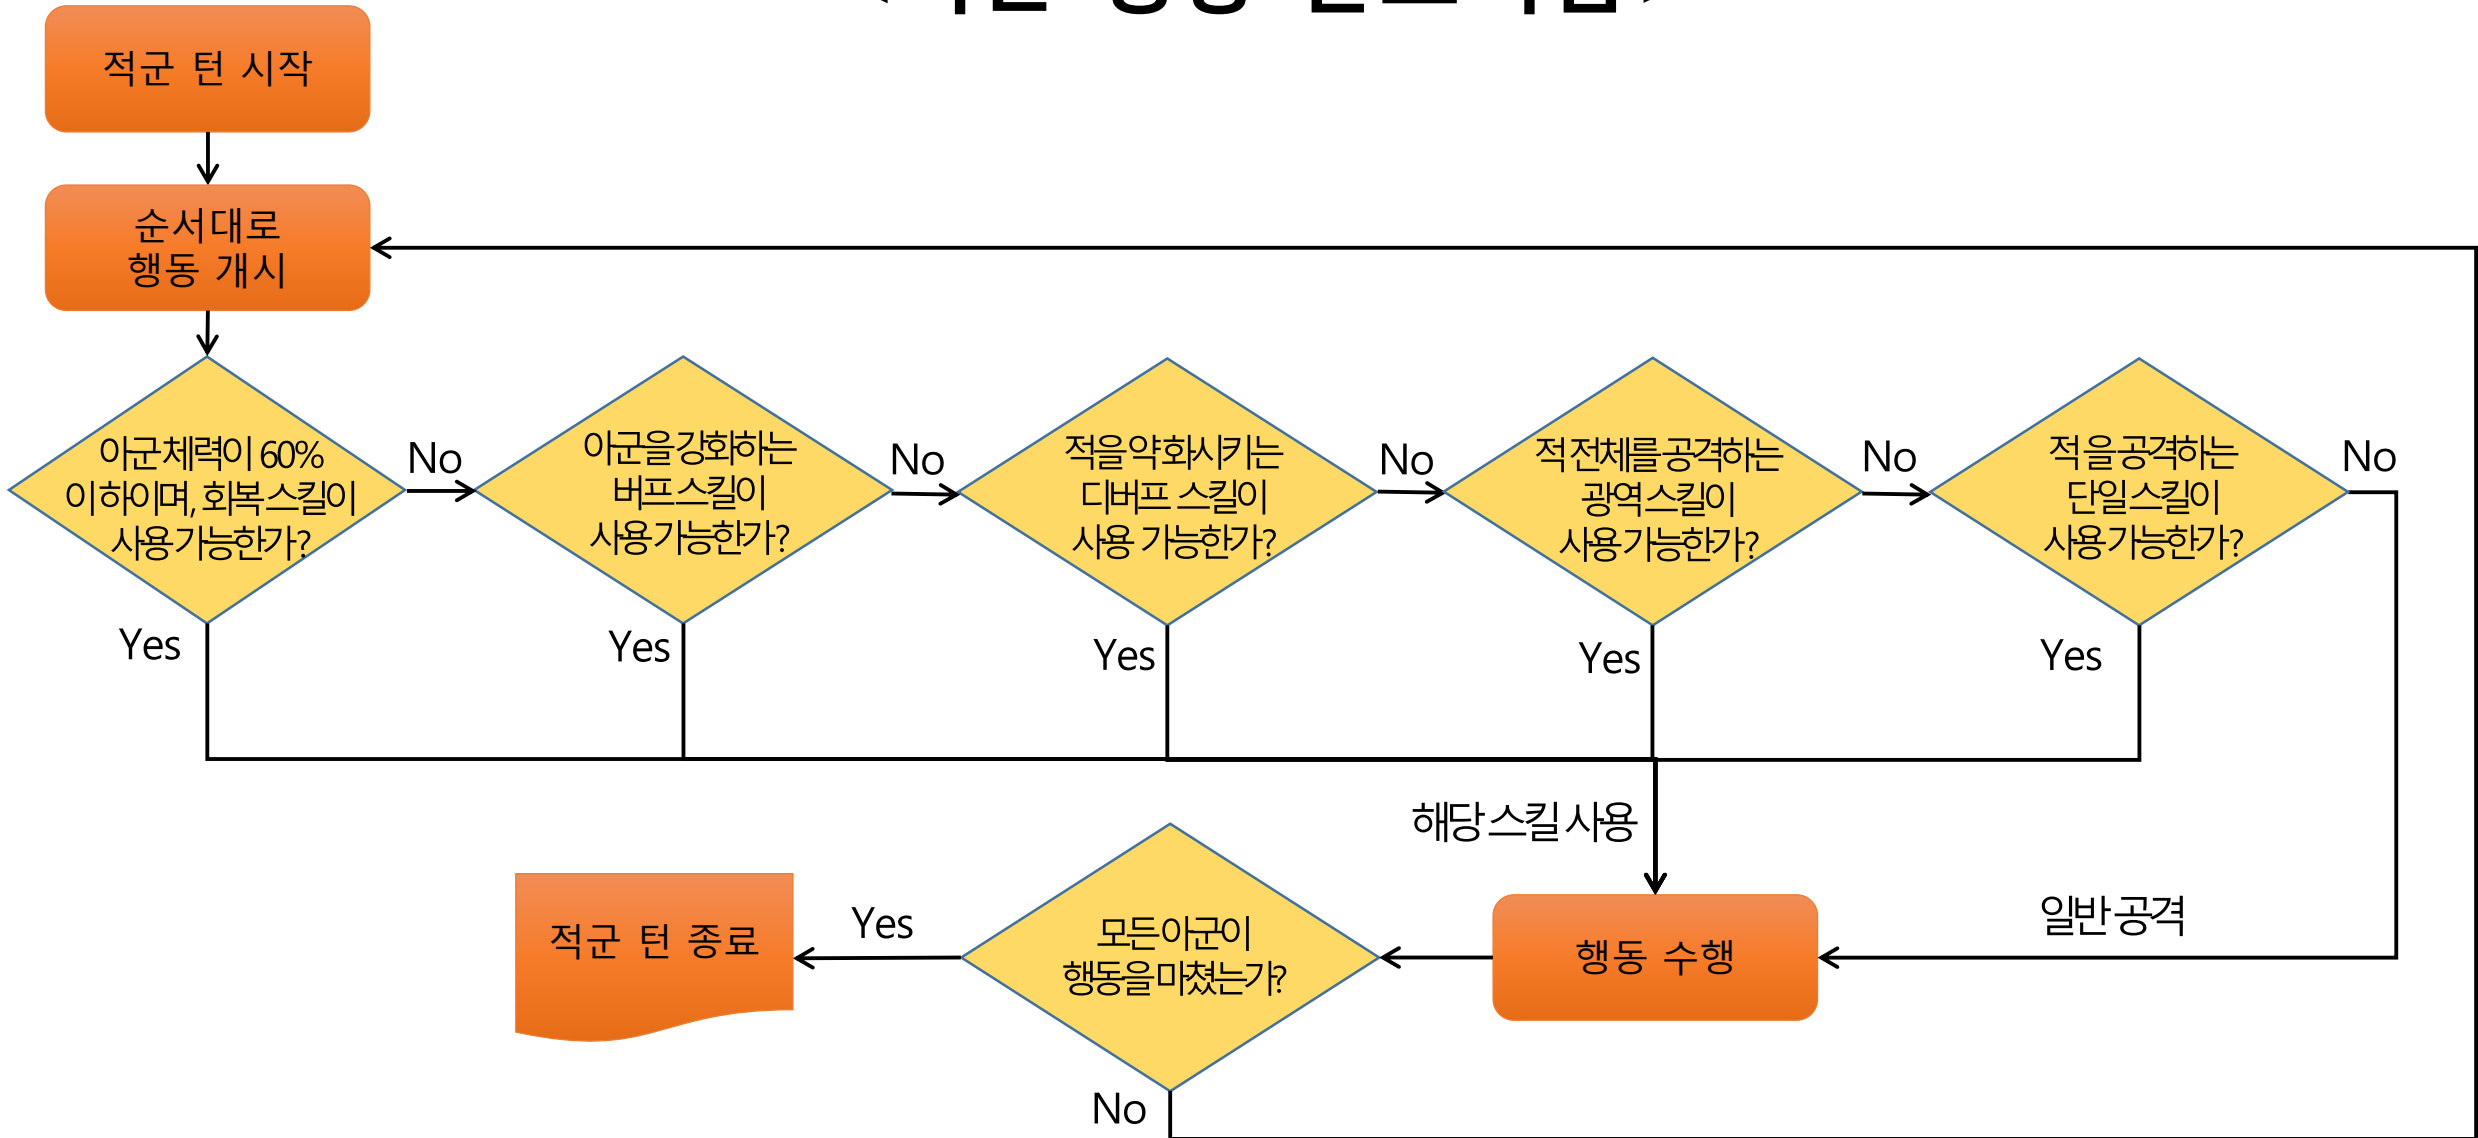 적군 턴 시작
순서대로
행동 개시
아군 체력이 60%
이하이며, 회복 스킬이
사용 가능한가?
No
아군을 강화하는
버프 스킬이
사용 가능한가?
No
적을 약화시키는
디버프 스킬이
사용 가능한가?
No
적 전체를 공격하는
광역 스킬이
사용 가능한가?
No
적을 공격하는
단일 스킬이
사용 가능한가?
No
Yes
Yes
Yes
Yes
Yes
해당 스킬 사용
일반 공격
적군 턴 종료
Yes
모든 아군이
행동을 마쳤는가?
행동 수행
No